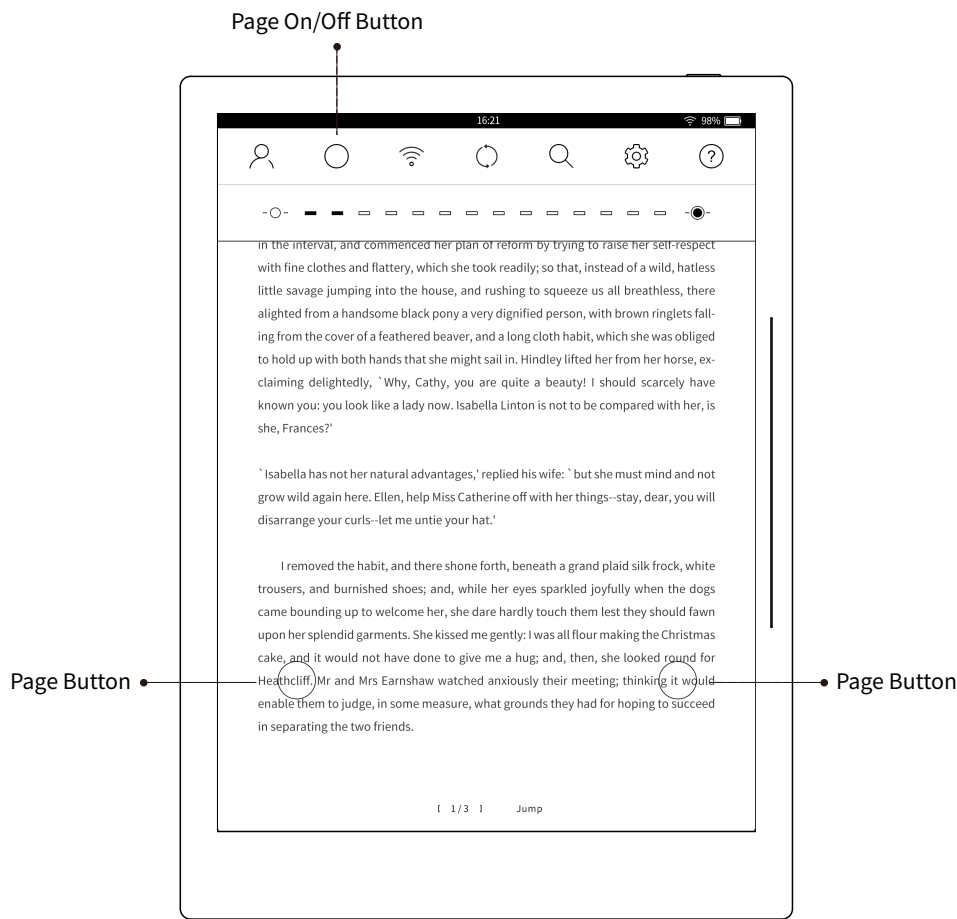 Page On/Off Button
16:21
98%
?
in the interval, and commenced her plan of reform by trying to raise her self-respect
with fine clothes and flattery, which she took readily; so that, instead of a wild, hatless
little savage jumping into the house, and rushing to squeeze us all breathless, there
alighted from a handsome black pony a very dignified person, with brown ringlets fall-
ing from the cover of a feathered beaver, and a long cloth habit, which she was obliged
to hold up with both hands that she might sail in. Hindley lifted her from her horse, ex-
claiming delightedly, `Why, Cathy, you are quite a beauty! I should scarcely have
known you: you look like a lady now. Isabella Linton is not to be compared with her, is
she, Frances?'
`Isabella has not her natural advantages,' replied his wife: `but she must mind and not
grow wild again here. Ellen, help Miss Catherine off with her things--stay, dear, you will
disarrange your curls--let me untie your hat.'
I removed the habit, and there shone forth, beneath a grand plaid silk frock, white
trousers, and burnished shoes; and, while her eyes sparkled joyfully when the dogs
came bounding up to welcome her, she dare hardly touch them lest they should fawn
upon her splendid garments. She kissed me gently: I was all flour making the Christmas
cake, and it would not have done to give me a hug; and, then, she looked round for
Heathcliff. Mr and Mrs Earnshaw watched anxiously their meeting; thinking it would
enable them to judge, in some measure, what grounds they had for hoping to succeed
in separating the two friends.
Page Button
Page Button
[ 1/3 ] Jump